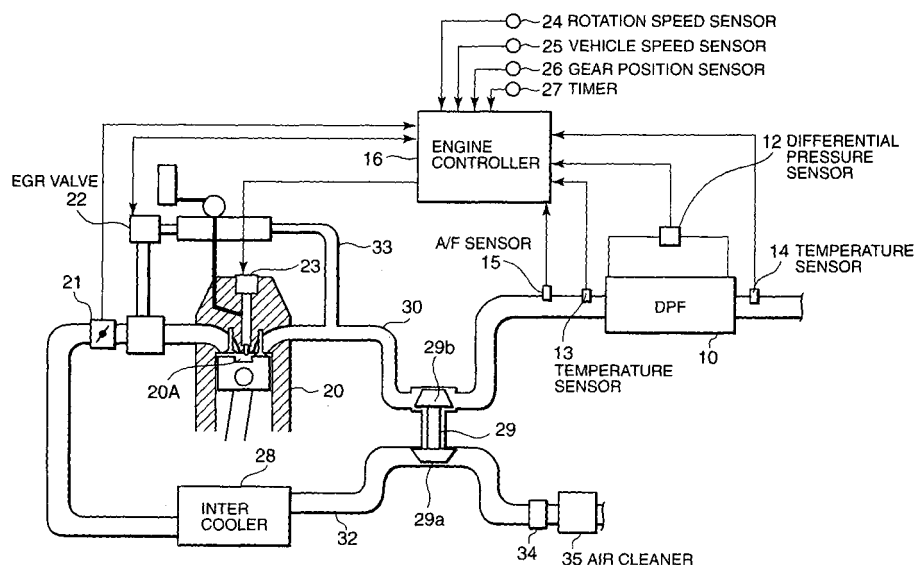 24 ROTATION SPEED SENSOR
25 VEHICLE SPEED SENSOR
26 GEAR POSITION SENSOR
27 TIMER
16
ENGINE
CONTROLLER
12 DIFFERENTIAL
PRESSURE
SENSOR
EGR VALVE
22
33
A/F SENSOR
15
14 TEMPERATURE
SENSOR
21
23
30
DPF
29b
13
TEMPERATURE
SENSOR
10
20A
20
29
28
INTER
COOLER
32
29a
34
35 AIR CLEANER